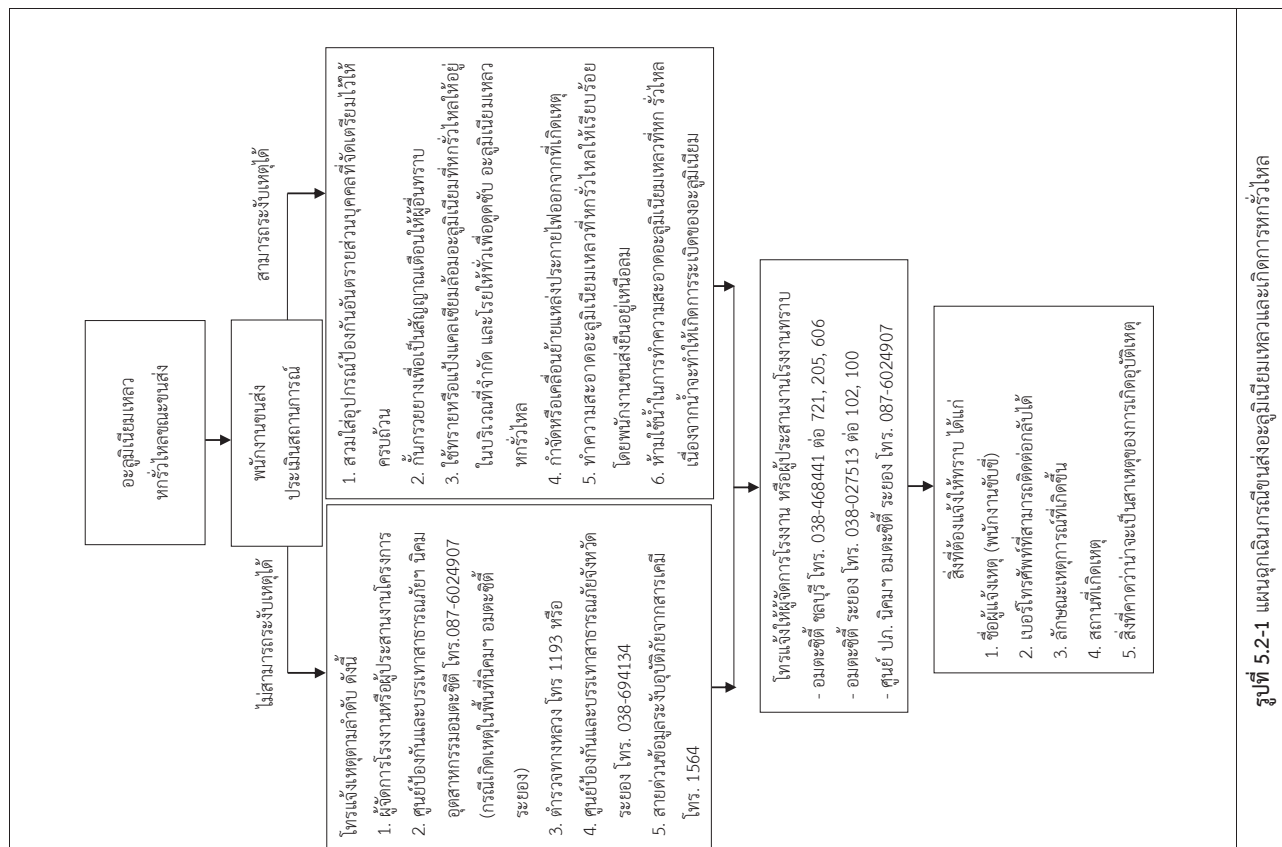 อะลูมิเนียมเหลว
หกรั่วไหลขณะขนส่ง
พนักงานขนส่ง
ประเมินสถานการณ์
ไม่สามารถระงับเหตุได้
สามารถระงับเหตุได้
โทรแจ้งเหตุตามลำดับ ดังนี้
1. ผู้จัดการโรงงานหรือผู้ประสานงานโครงการ
2. ศูนย์ป้องกันและบรรเทาสาธารณภัยฯ นิคม
อุตสาหกรรมอมตะซิตี โทร.087-6024907
(กรณีเกิดเหตุในพื้นที่นิคมฯ อมตะซิตี้
ระยอง)
3. ตำรวจทางหลวง โทร 1193 หรือ
4. ศูนย์ป้องกันและบรรเทาสาธารณภัยจังหวัด
ระยอง โทร. 038-694134
5. สายด่วนข้อมูลระงับอุบัติภัยจากสารเคมี
โทร. 1564
1. สวมใส่อุปกรณ์ป้องกันอันตรายส่วนบุคคลที่จัดเตรียมไว้ให้
ครบถ้วน
2. กั้นกรวยยางเพื่อเป็นสัญญาณเตือนให้ผู้อื่นทราบ
3. ใช้ทรายหรือแป้งแคลเซียมล้อมอะลูมิเนียมที่หกรั่วไหลให้อยู่
ในบริเวณที่จำกัด และโรยให้ทั่วเพื่อดูดซับ อะลูมิเนียมเหลว
หกรั่วไหล
4. กำจัดหรือเคลื่อนย้ายแหล่งประกายไฟออกจากที่เกิดเหตุ
5. ทำความสะอาดอะลูมิเนียมเหลวที่หกรั่วไหลให้เรียบร้อย
โดยพนักงานขนส่งยืนอยู่เหนือลม
6. ห้ามใช้น้ำในการทำความสะอาดอะลูมิเนียมเหลวที่หก รั่วไหล
เนื่องจากน้ำจะทำให้เกิดการระเบิดของอะลูมิเนียม
โทรแจ้งให้ผู้จัดการโรงงาน หรือผู้ประสานงานโรงงานทราบ
- อมตะซิตี้ ชลบุรี โทร. 038-468441 ต่อ 721, 205, 606
- อมตะซิตี้ ระยอง โทร. 038-027513 ต่อ 102, 100
- ศูนย์ ปภ. นิคมฯ อมตะซิตี้ ระยอง โทร. 087-6024907
สิ่งที่ต้องแจ้งให้ทราบ ได้แก่
1. ชื่อผู้แจ้งเหตุ (พนักงานขับขี่)
2. เบอร์โทรศัพท์ที่สามารถติดต่อกลับได้
3. ลักษณะเหตุการณ์ที่เกิดขึ้น
4. สถานที่เกิดเหตุ
5. สิ่งที่คาดว่าน่าจะเป็นสาเหตุของการเกิดอุบัติเหตุ
รูปที่ 5.2-1 แผนฉุกเฉินกรณีขนส่งอะลูมิเนียมเหลวและเกิดการหกรั่วไหล